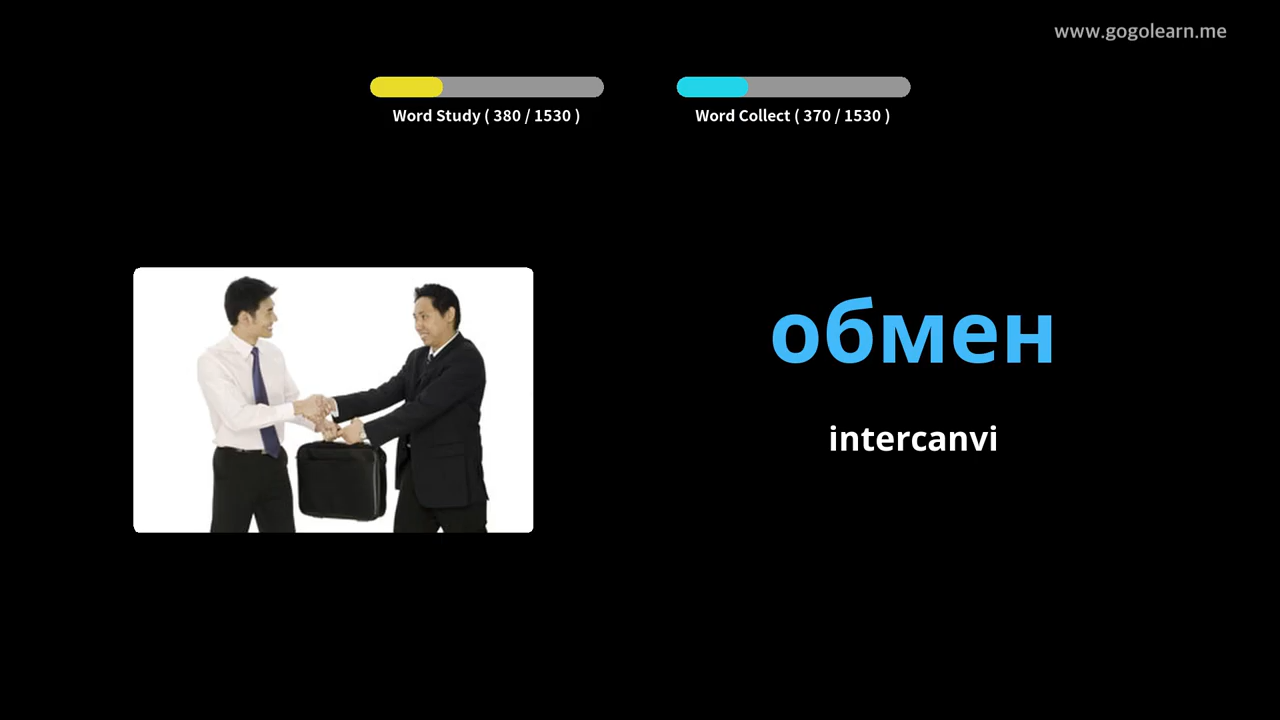 www.gogolearn.me
Word Study ( 380 / 1530 )
Word Collect ( 370 / 1530 )
обмен
intercanvi